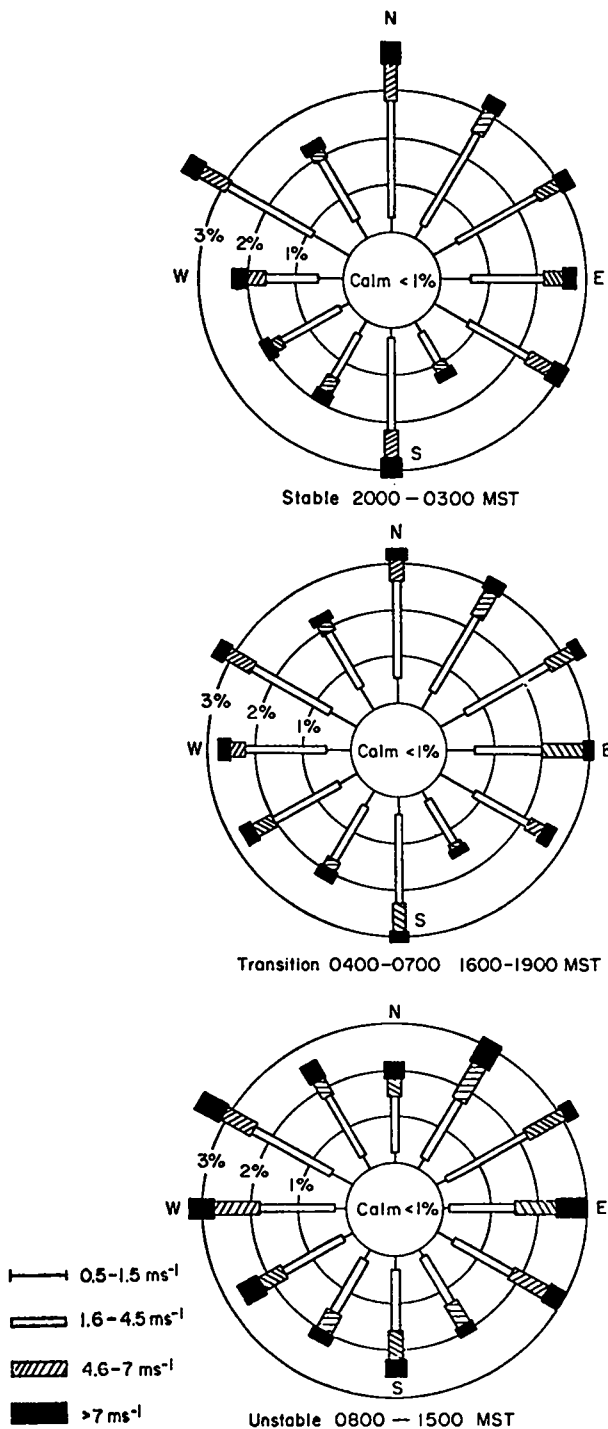 N
3%
2%
1%
W
Calm <1%
E
S
Stable 2000 – 0300 MST
N
3%
2%
1%
W
Calm <1%
E
S
Transition 0400-0700 1600-1900 MST
N
3%
2%
1%
W
Calm <1%
E
S
0.5-1.5 ms⁻¹
1.6-4.5 ms⁻¹
4.6-7 ms⁻¹
>7 ms⁻¹
Unstable 0800 — 1500 MST